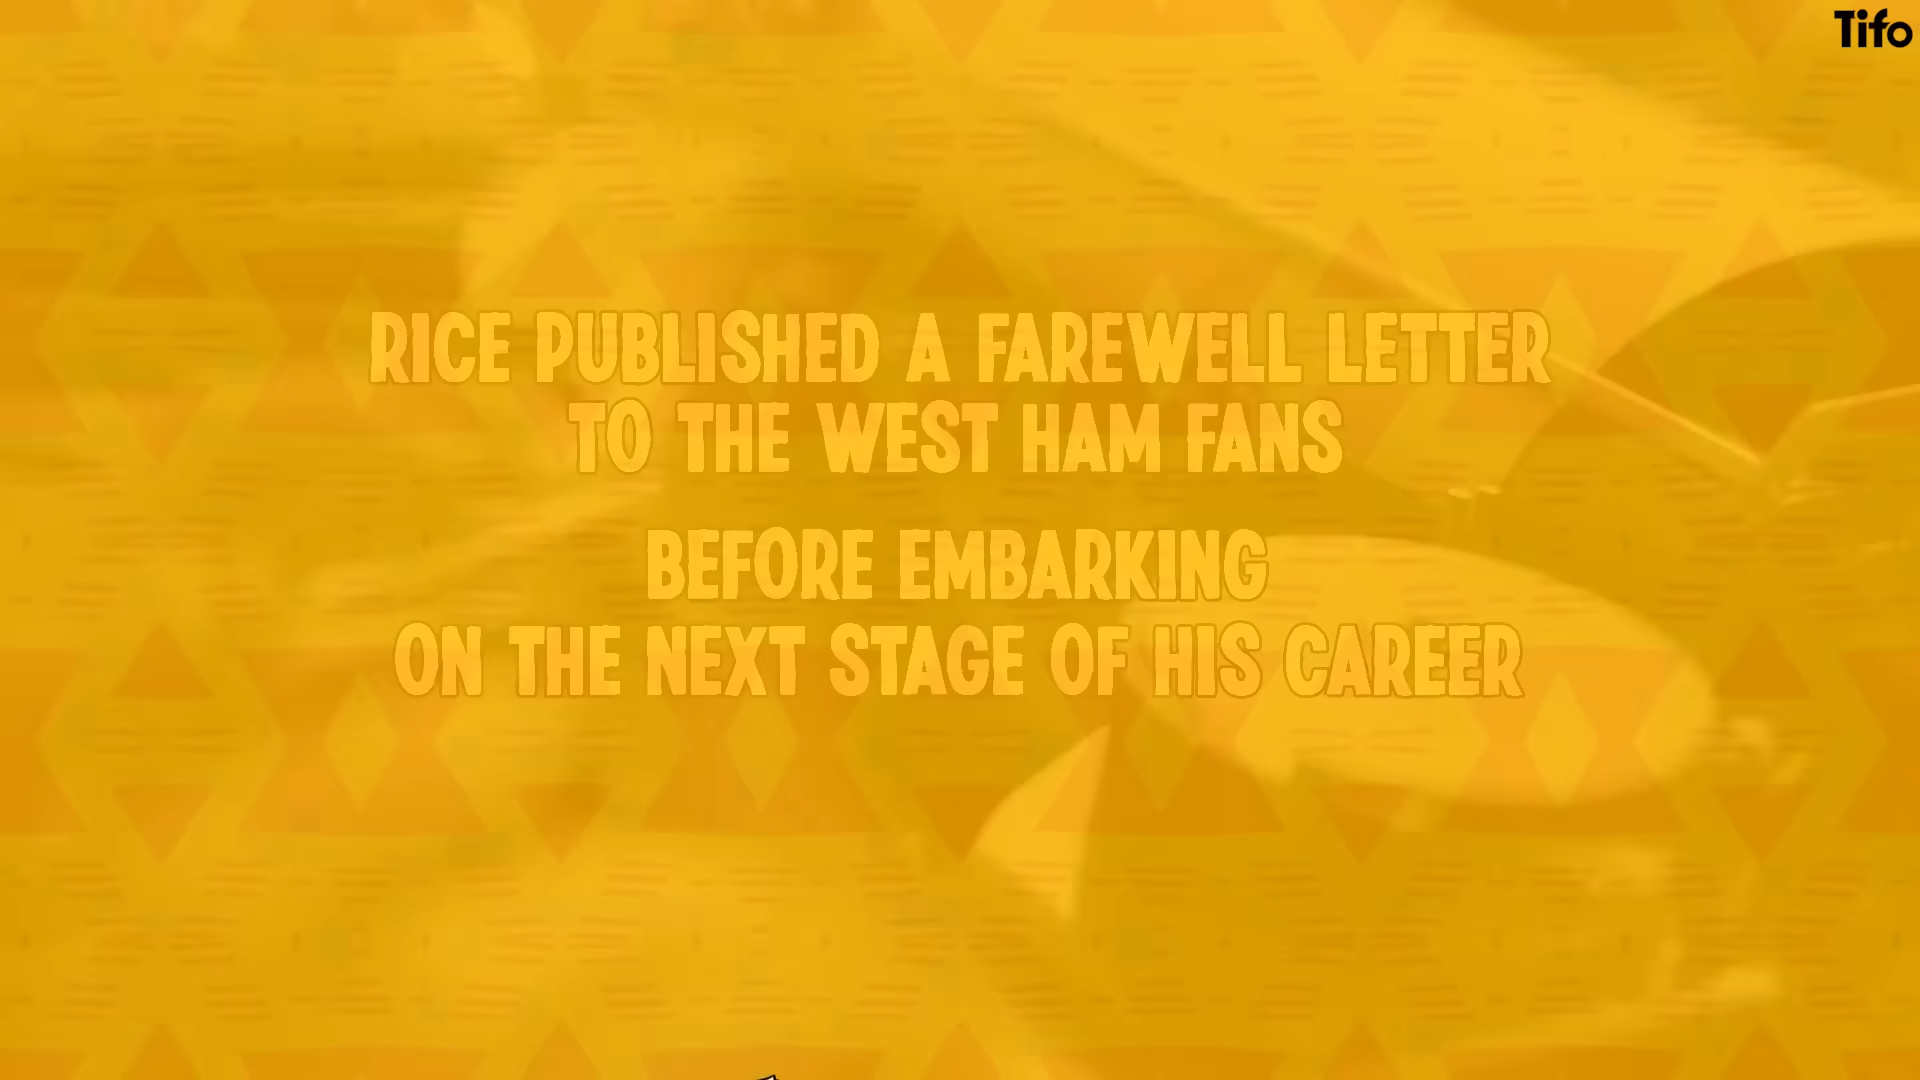 Tifo
RICE PUBLISHED A FAREWELL LETTER
TO THE WEST HAM FANS
BEFORE EMBARKING
ON THE NEXT STAGE OF HIS CAREER